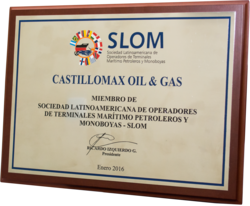 SLOM
Sociedad Latinoamericana de
Operadores de Terminales
Marítimo Petroleros y Monoboyas
CASTILLOMAX OIL & GAS
MIEMBRO DE
SOCIEDAD LATINOAMERICANA DE OPERADORES
DE TERMINALES MARÍTIMO PETROLEROS Y
MONOBOYAS - SLOM
RICARDO IZQUIERDO G.
Presidente
Enero 2016